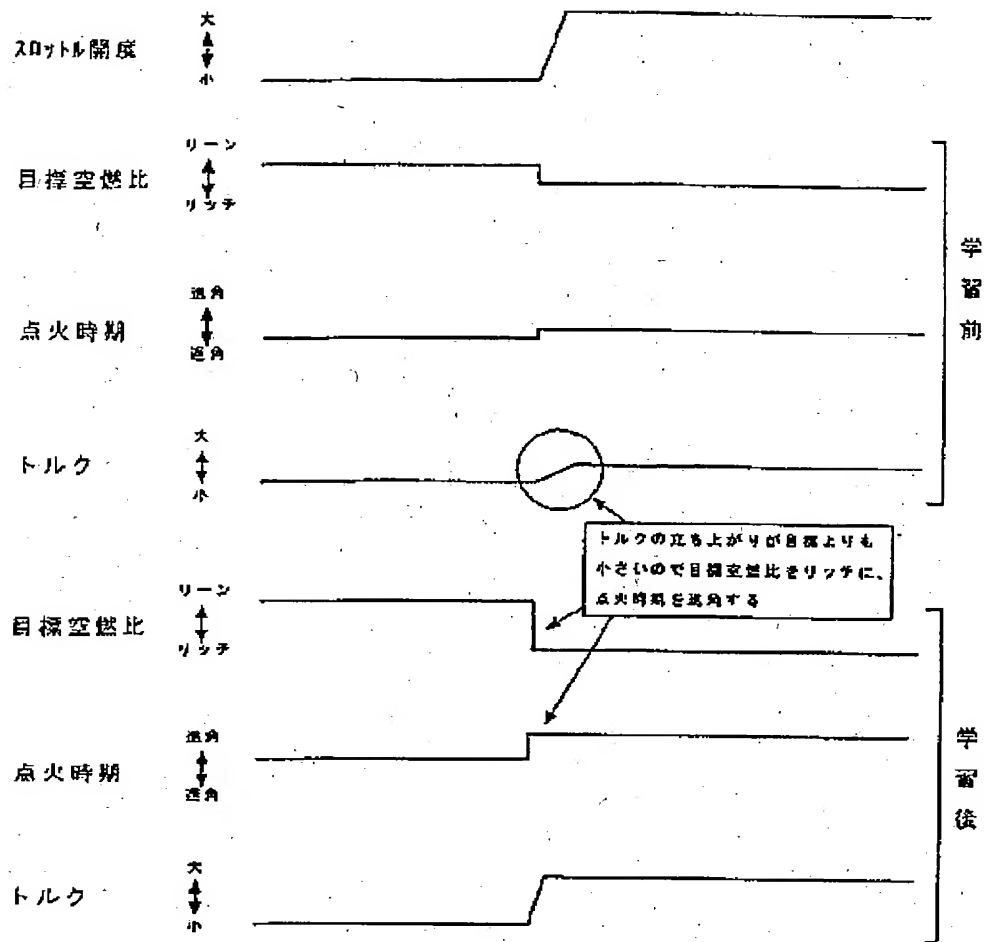 スロットル開度
大
小
目標空燃比
リーン
リッチ
点火時期
進角
遅角
トルク
大
小
学習前
トルクの立ち上がりが目標よりも
小さいので目標空燃比をリッチに、
点火時期を進角する
目標空燃比
リーン
リッチ
点火時期
進角
トルク
大
小
学習後